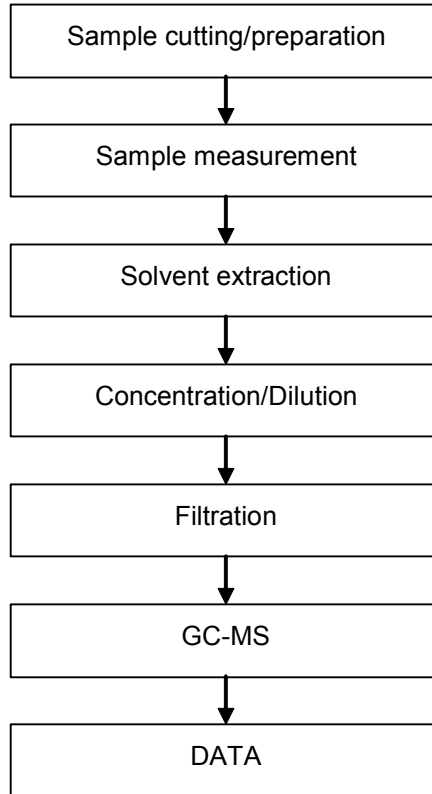 Sample cutting/preparation
Sample measurement
Solvent extraction
Concentration/Dilution
Filtration
GC-MS
DATA